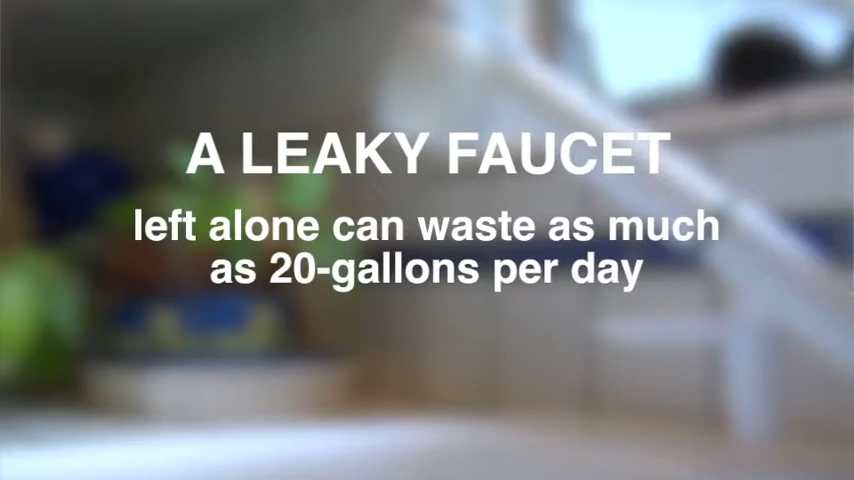 A LEAKY FAUCET
left alone can waste as much
as 20-gallons per day